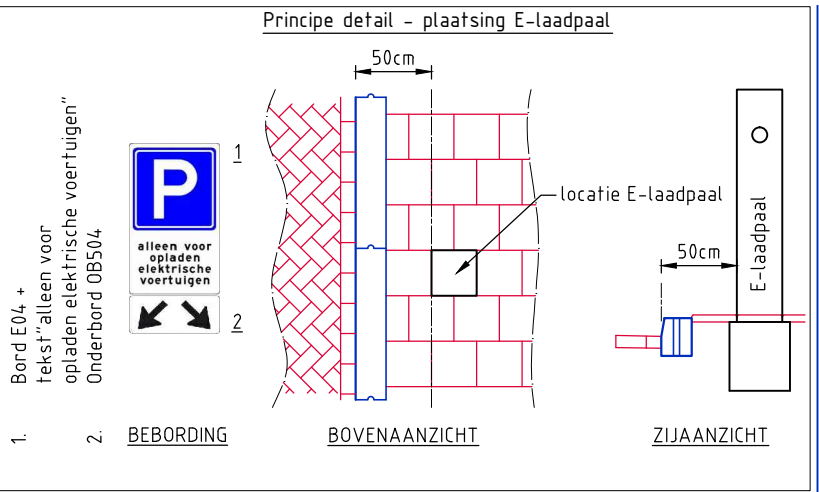 Principe detail - plaatsing E-laadpaal
1. Bord E04 +
tekst"alleen voor
opladen elektrische voertuigen"
2. Onderbord OB504
P
alleen voor
opladen
elektrische
voertuigen
1
2
BEBORDING
50cm
locatie E-laadpaal
BOVENAANZICHT
50cm
E-laadpaal
ZIJAANZICHT